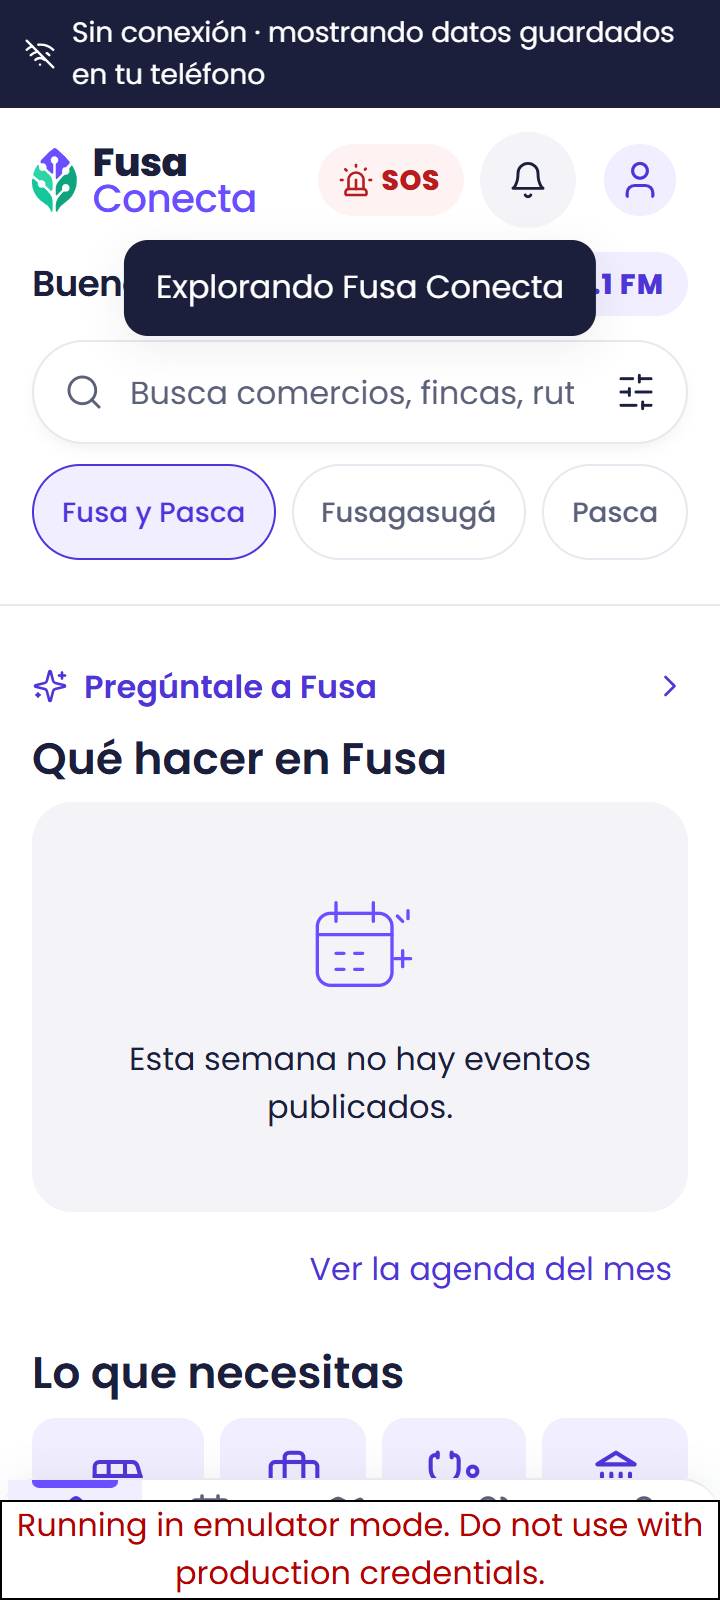 Sin conexión · mostrando datos guardados
en tu teléfono
Fusa
Conecta
SOS
Explorando Fusa Conecta
.1 FM
Busca comercios, fincas, rut
Fusa y Pasca
Fusagasugá
Pasca
Pregúntale a Fusa
Qué hacer en Fusa
Esta semana no hay eventos
publicados.
Ver la agenda del mes
Lo que necesitas
Running in emulator mode. Do not use with
production credentials.